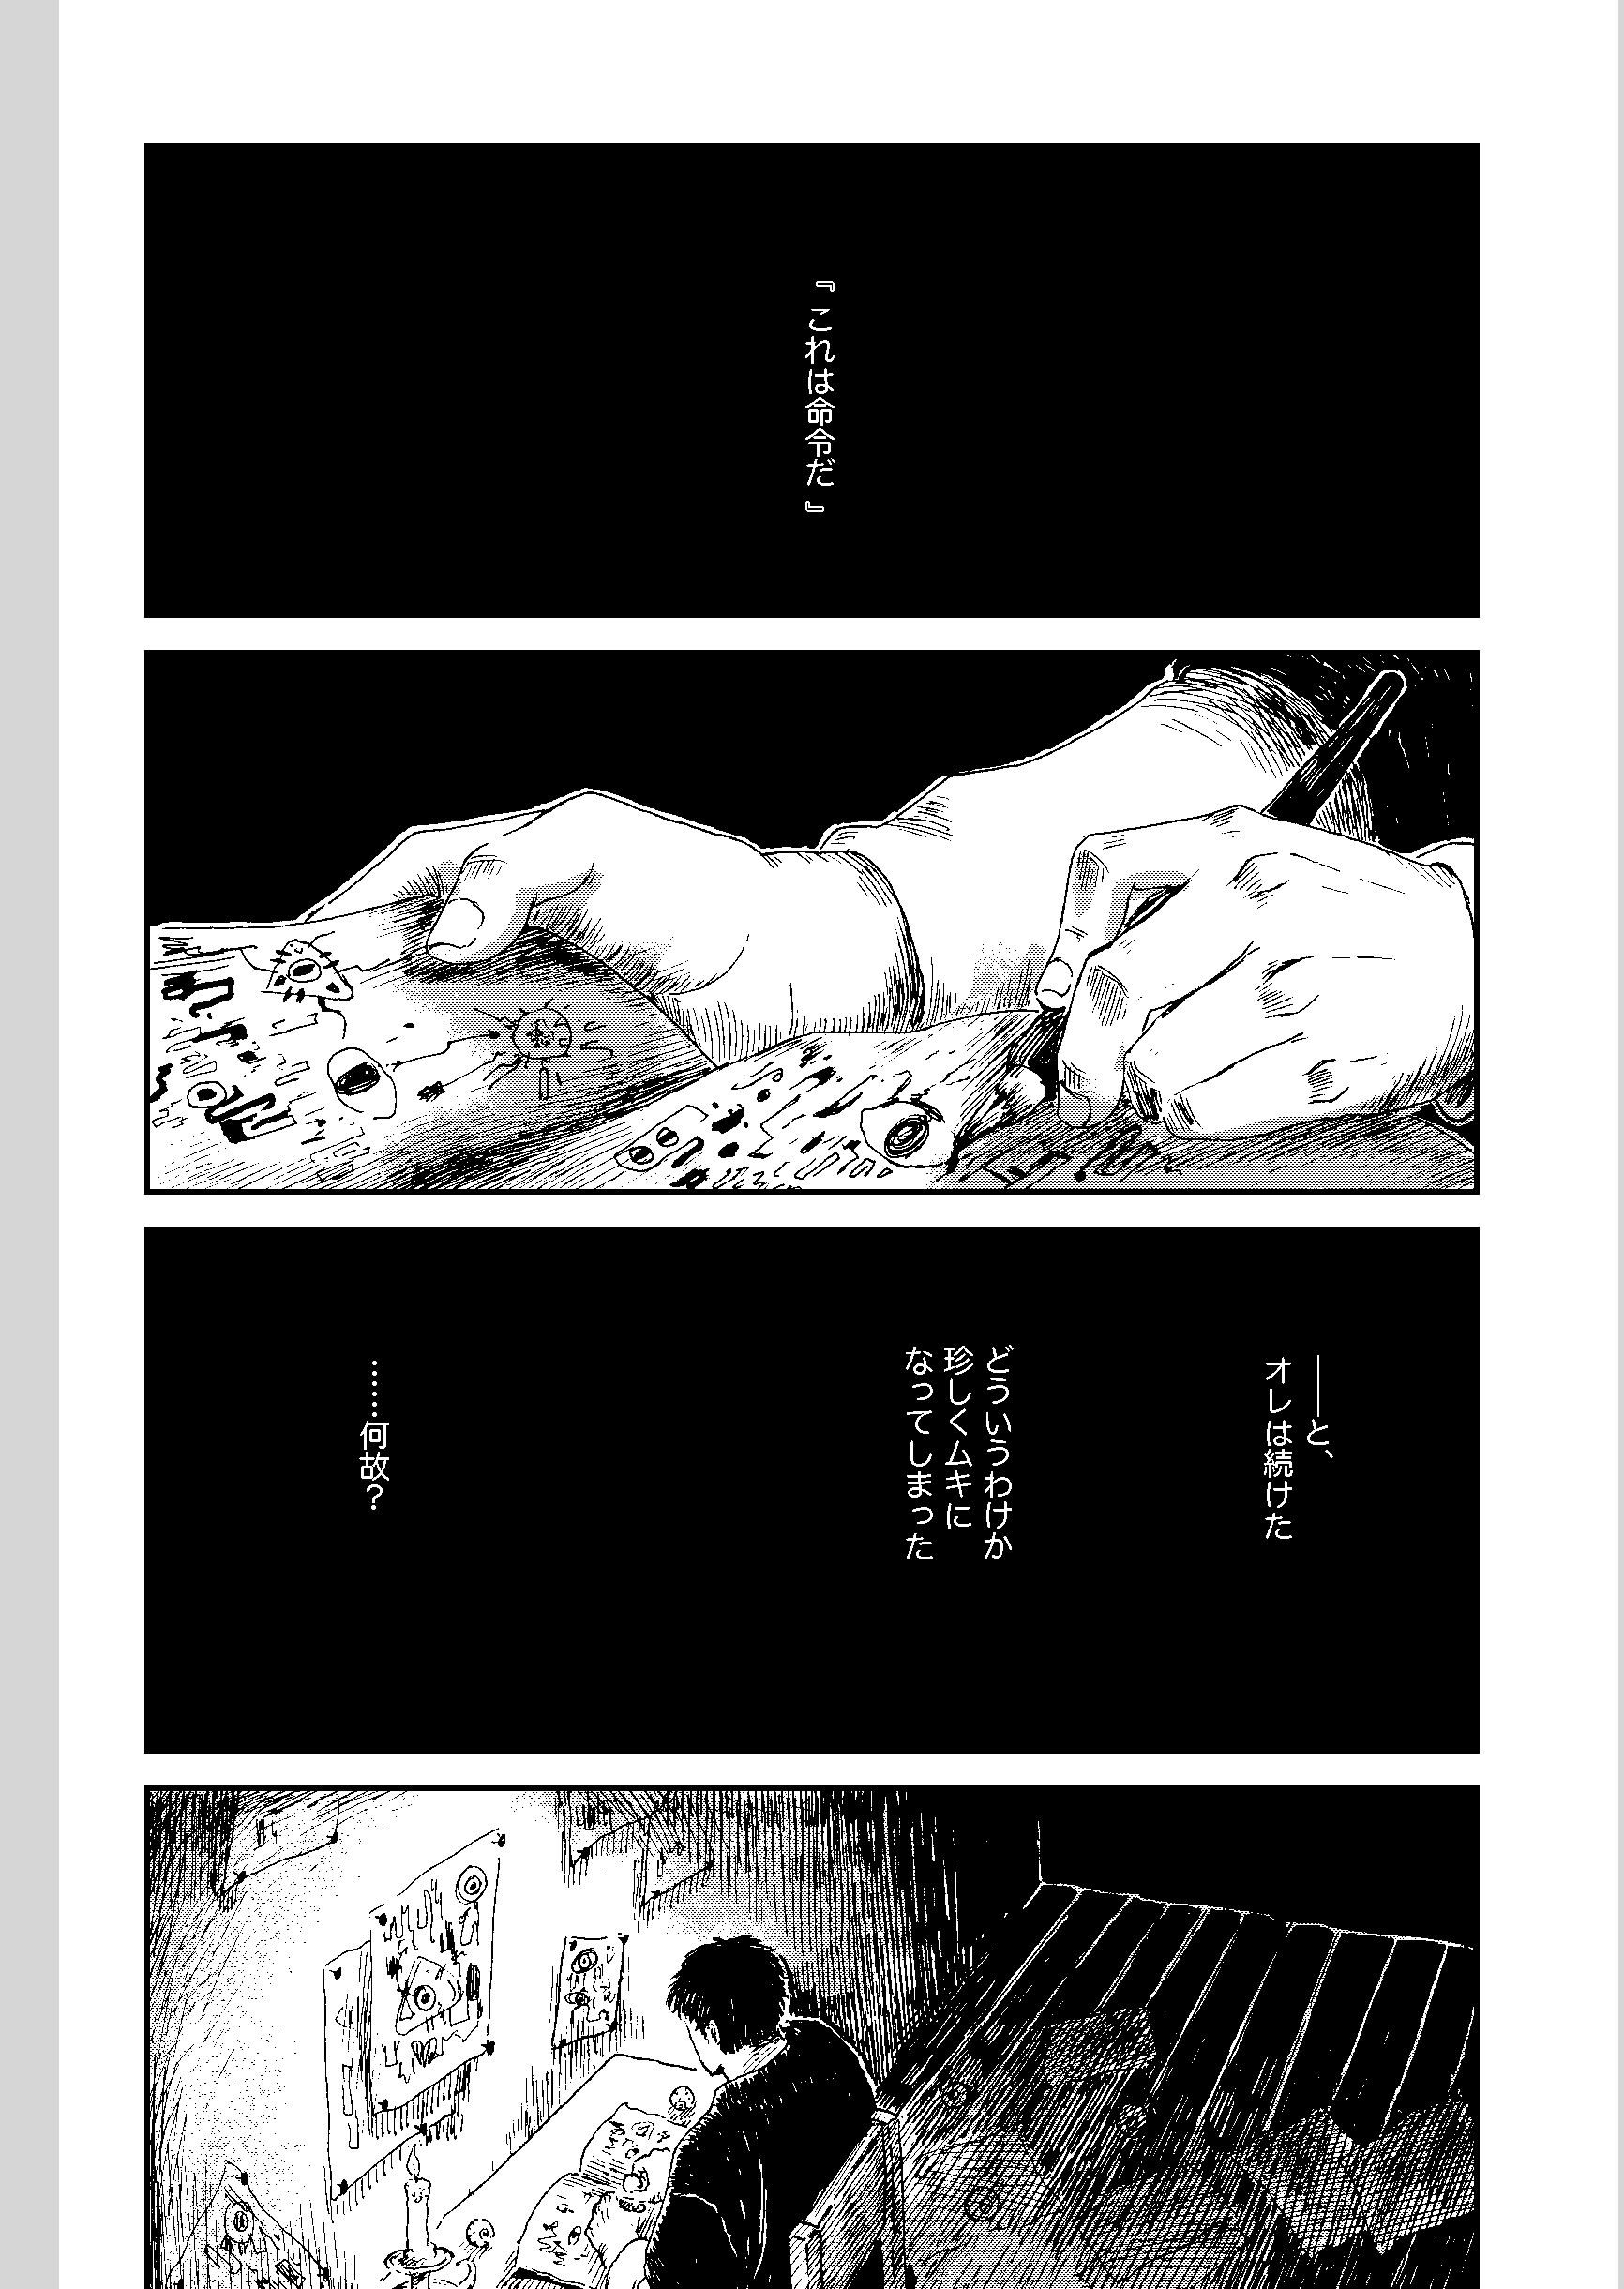 『これは命令だ』
――と、
オレは続けた
どういうわけか
珍しくムキに
なってしまった
……何故?